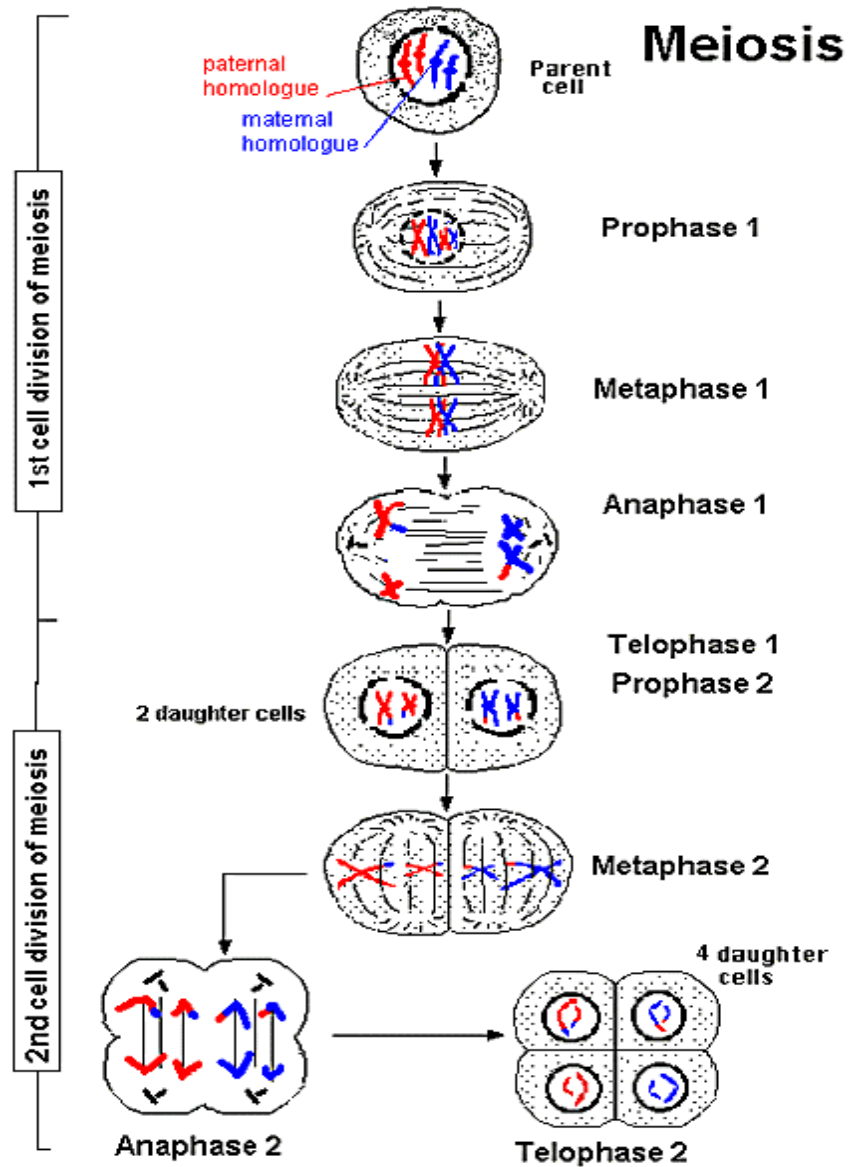 Meiosis
paternal
homologue
maternal
homologue
Parent
cell
1st cell division of meiosis
Prophase 1
Metaphase 1
Anaphase 1
Telophase 1
Prophase 2
2 daughter cells
2nd cell division of meiosis
Metaphase 2
4 daughter
cells
Anaphase 2
Telophase 2